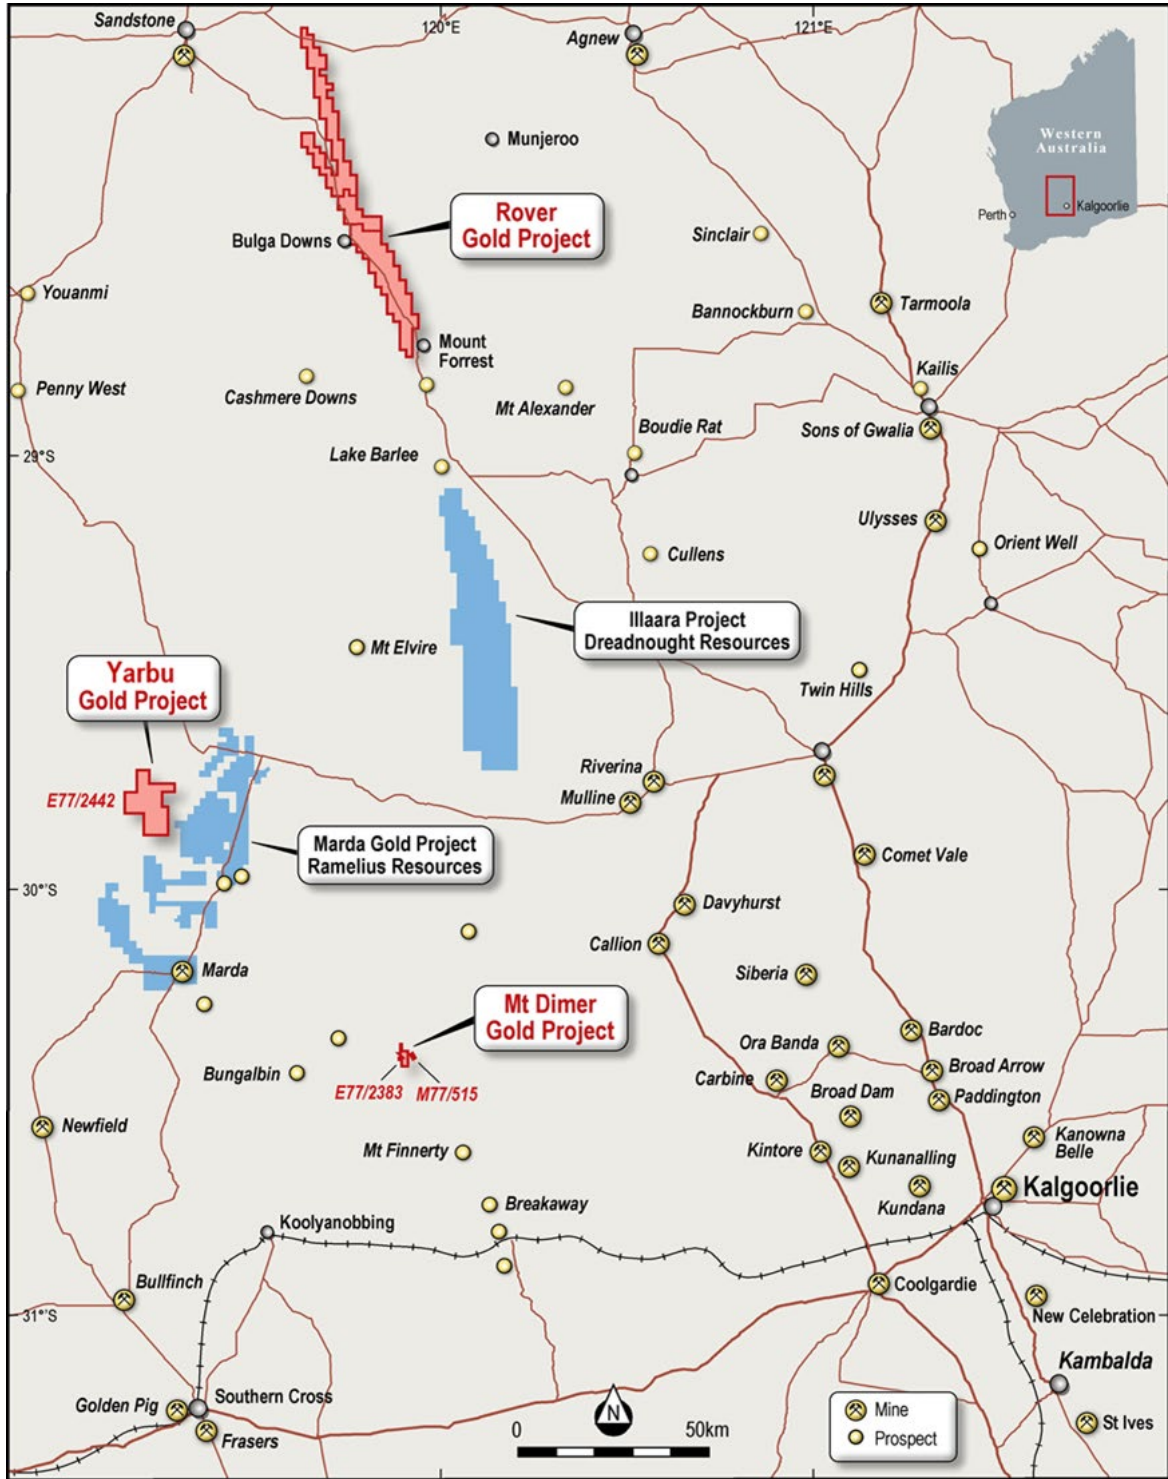 Sandstone
120°E
Agnew
121°E
Munjeroo
Western
Australia
Perth
Kalgoorlie
Rover
Gold Project
Bulga Downs
Sinclair
Youanmi
Bannockburn
Tarmoola
Mount
Forrest
Kailis
Penny West
Cashmere Downs
Mt Alexander
Boudie Rat
Sons of Gwalia
Lake Barlee
29°S
Ulysses
Orient Well
Cullens
Illaara Project
Dreadnought Resources
Mt Elvire
Yarbu
Gold Project
Twin Hills
Riverina
Mulline
E77/2442
Marda Gold Project
Ramelius Resources
Comet Vale
30°S
Davyhurst
Callion
Siberia
Marda
Mt Dimer
Gold Project
Bardoc
Ora Banda
Broad Arrow
Carbine
Bungalbin
E77/2383
M77/515
Broad Dam
Paddington
Newfield
Kanowna
Belle
Mt Finnerty
Kintore
Kunanalling
Kalgoorlie
Kundana
Breakaway
Koolyanobbing
Bullfinch
Coolgardie
31°S
New Celebration
Kambalda
Golden Pig
Southern Cross
Frasers
N
0
50km
Mine
Prospect
St Ives